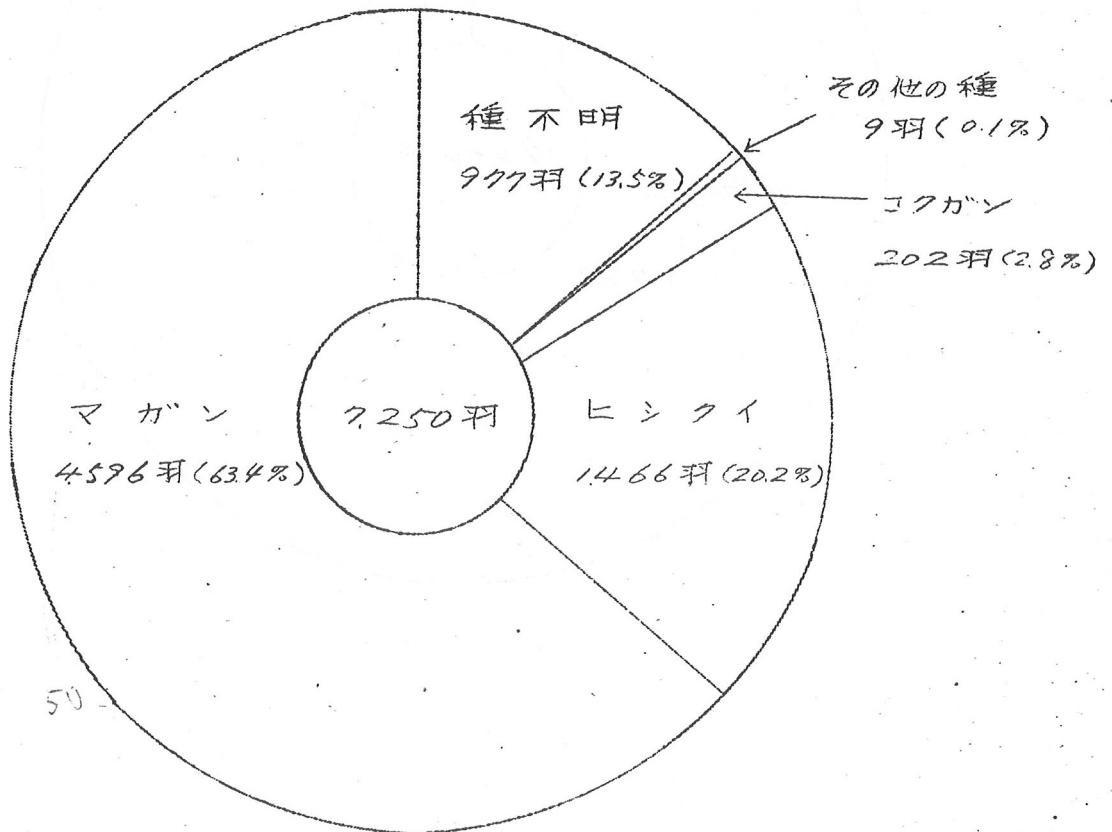 種不明
977羽(13.5%)
その他の種
9羽(0.1%)
コクガン
202羽(2.8%)
マガン
4.596羽(63.4%)
7.250羽
ヒシクイ
1.466羽(20.2%)